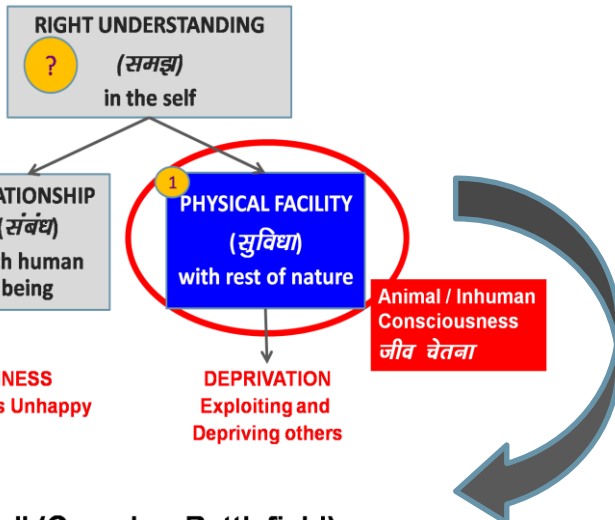 RIGHT UNDERSTANDING
?
(समझ)
in the self
ATIONSHIP
(संबंध)
h human
being
1
PHYSICAL FACILITY
(सुविधा)
with rest of nature
Animal / Inhuman
Consciousness
जीव चेतना
INESS
s Unhappy
DEPRIVATION
Exploiting and
Depriving others